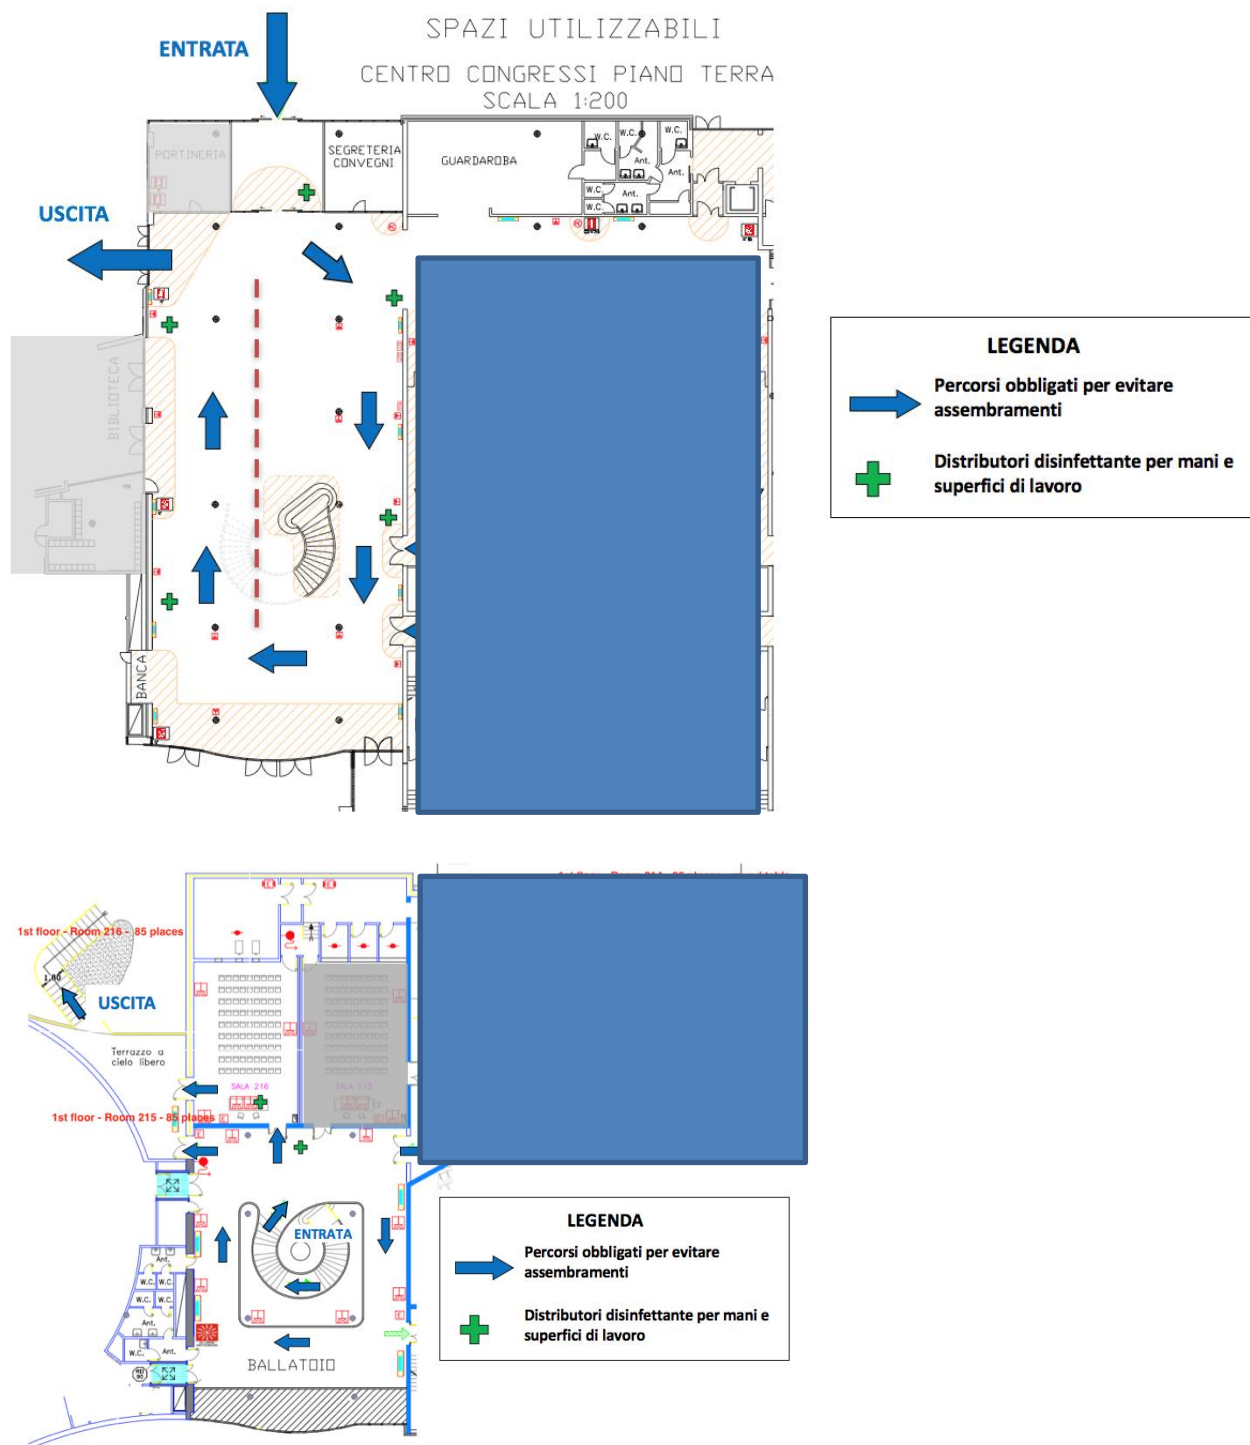 SPAZI UTILIZZABILI
ENTRATA
CENTRO CONGRESSI PIANO TERRA
SCALA 1:200
PORTINERIA
SEGRETERIA
CONVEGNI
GUARDAROBA
W.C.
W.C.
W.C.
Ant.
Ant.
W.C.
Ant.
W.C.
USCITA
BIBLIOTECA
BANCA
LEGENDA
Percorsi obbligati per evitare
assembramenti
Distributori disinfettante per mani e
superfici di lavoro
1st floor - Room 216 - 85 places
1.80
USCITA
Terrazzo a
cielo libero
SALA 216
SALA 215
1st floor - Room 215 - 85 places
ENTRATA
Ant.
W.C.
W.C.
W.C.
W.C.
Ant.
W.C.
Ant.
BALLATOIO
LEGENDA
Percorsi obbligati per evitare
assembramenti
Distributori disinfettante per mani e
superfici di lavoro